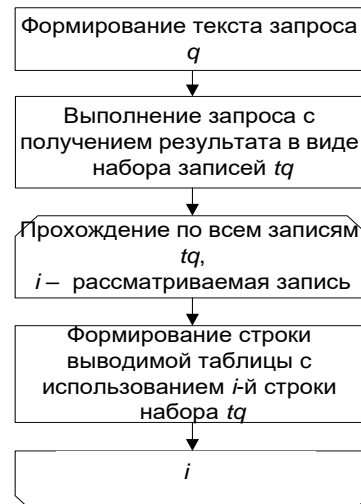 Формирование текста запроса
q
Выполнение запроса с
получением результата в виде
набора записей tq
Прохождение по всем записям
tq,
i – рассматриваемая запись
Формирование строки
выводимой таблицы с
использованием i-й строки
набора tq
i